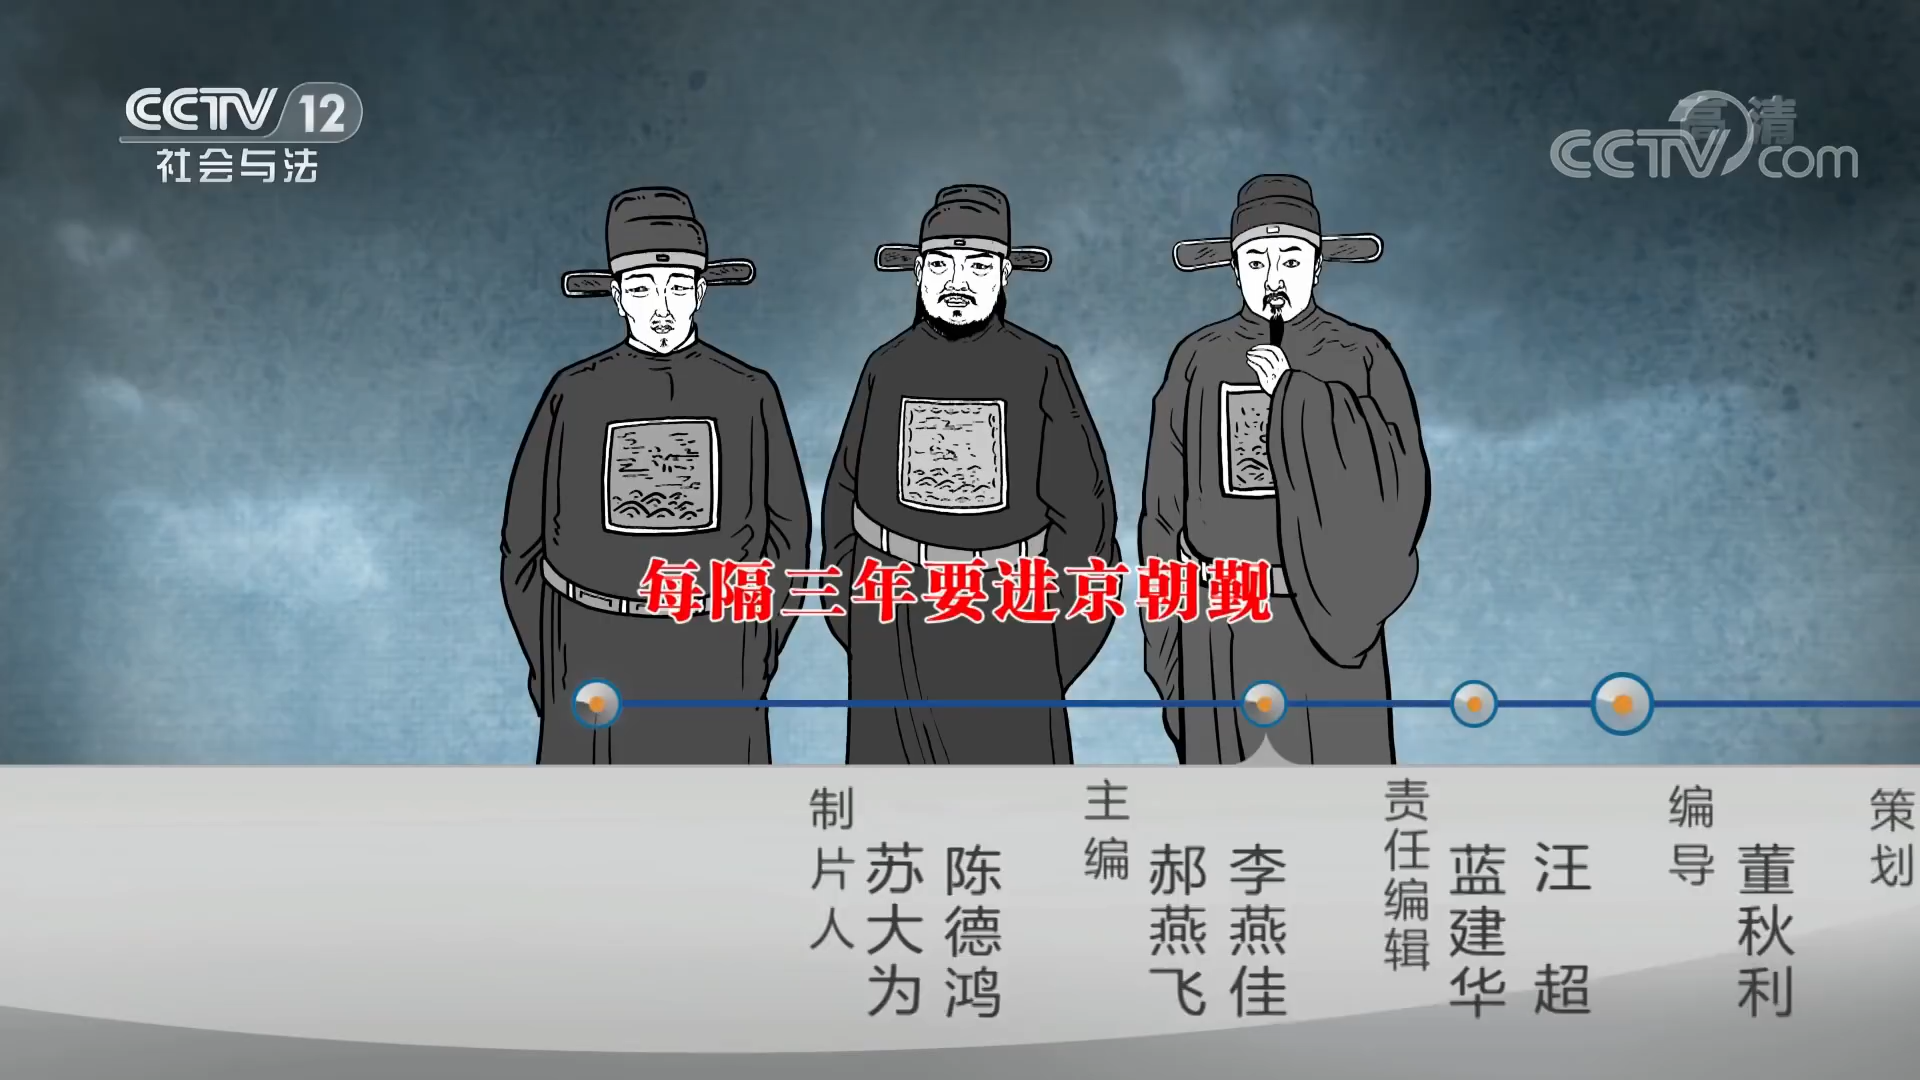 CCTV 12
社会与法
高清
CCTV com
每隔三年要进京朝觐
制片人
苏大为
陈德鸿
主编
郝燕飞
李燕佳
责任编辑
蓝建华
汪超
编导
董秋利
策划